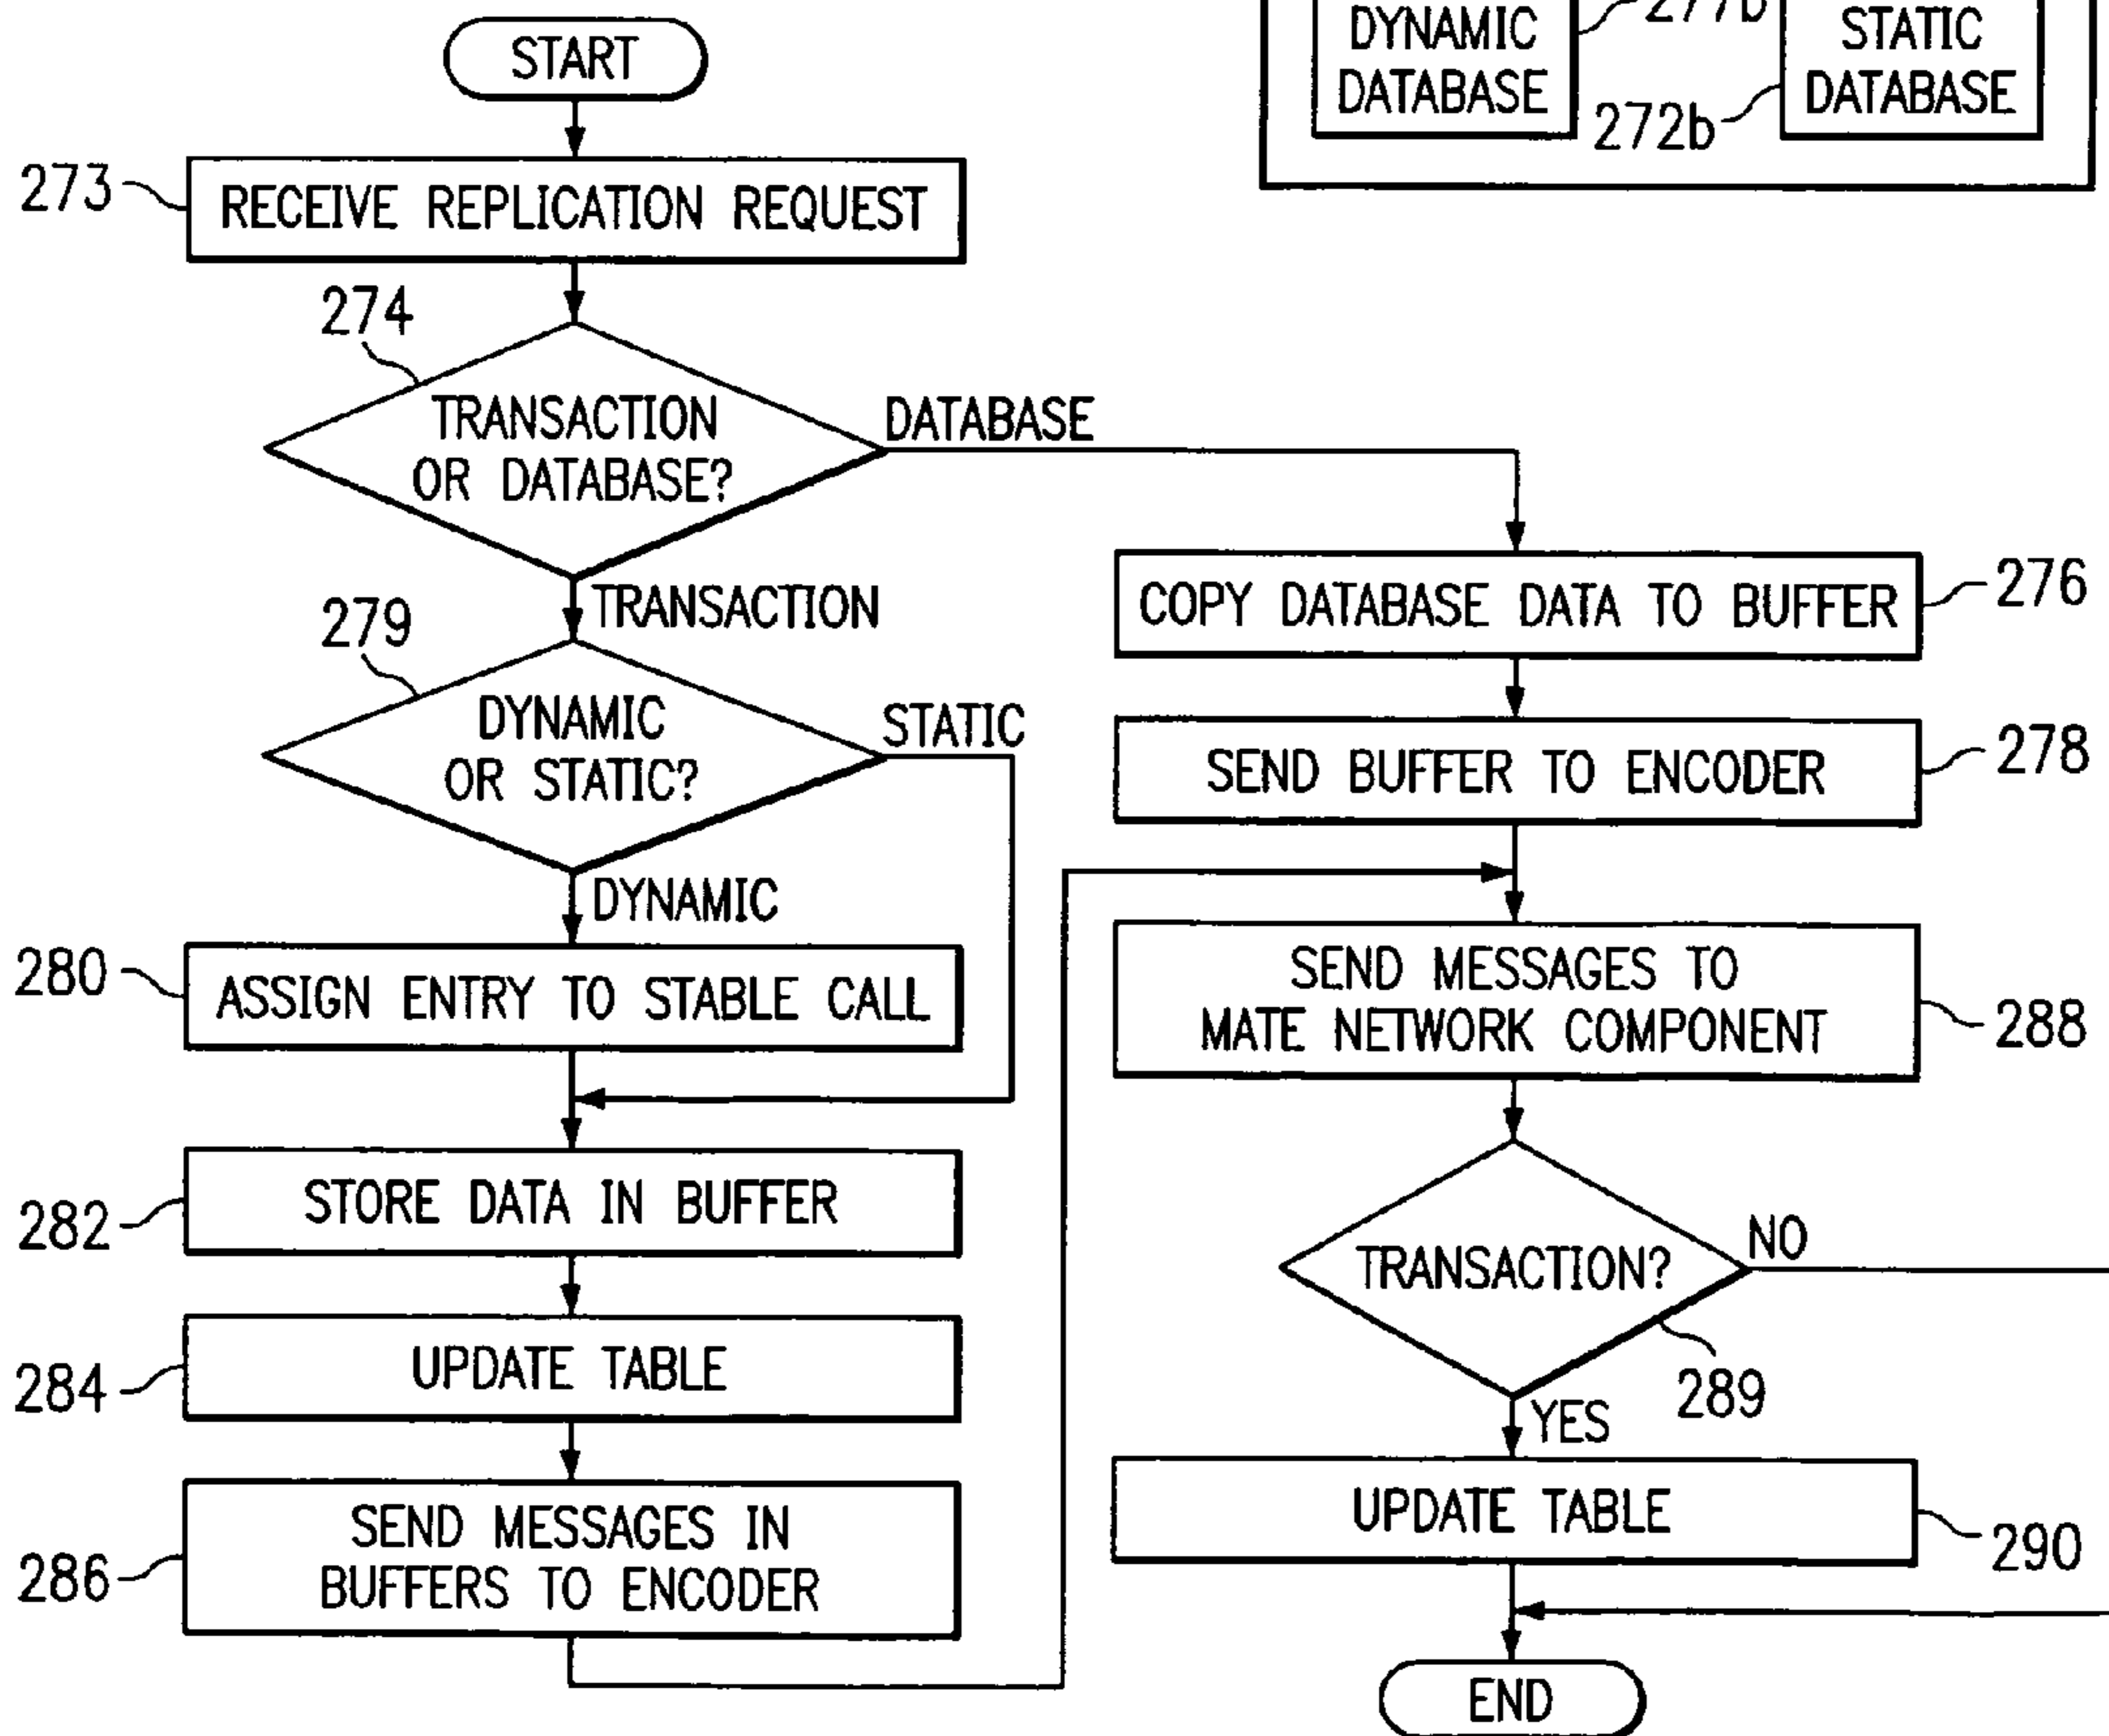 START
273
RECEIVE REPLICATION REQUEST
274
TRANSACTION
OR DATABASE?
DATABASE
TRANSACTION
279
DYNAMIC
OR STATIC?
STATIC
DYNAMIC
280
ASSIGN ENTRY TO STABLE CALL
282
STORE DATA IN BUFFER
284
UPDATE TABLE
286
SEND MESSAGES IN
BUFFERS TO ENCODER
DYNAMIC
DATABASE
277b
STATIC
DATABASE
272b
COPY DATABASE DATA TO BUFFER
276
SEND BUFFER TO ENCODER
278
SEND MESSAGES TO
MATE NETWORK COMPONENT
288
TRANSACTION?
NO
289
YES
UPDATE TABLE
290
END